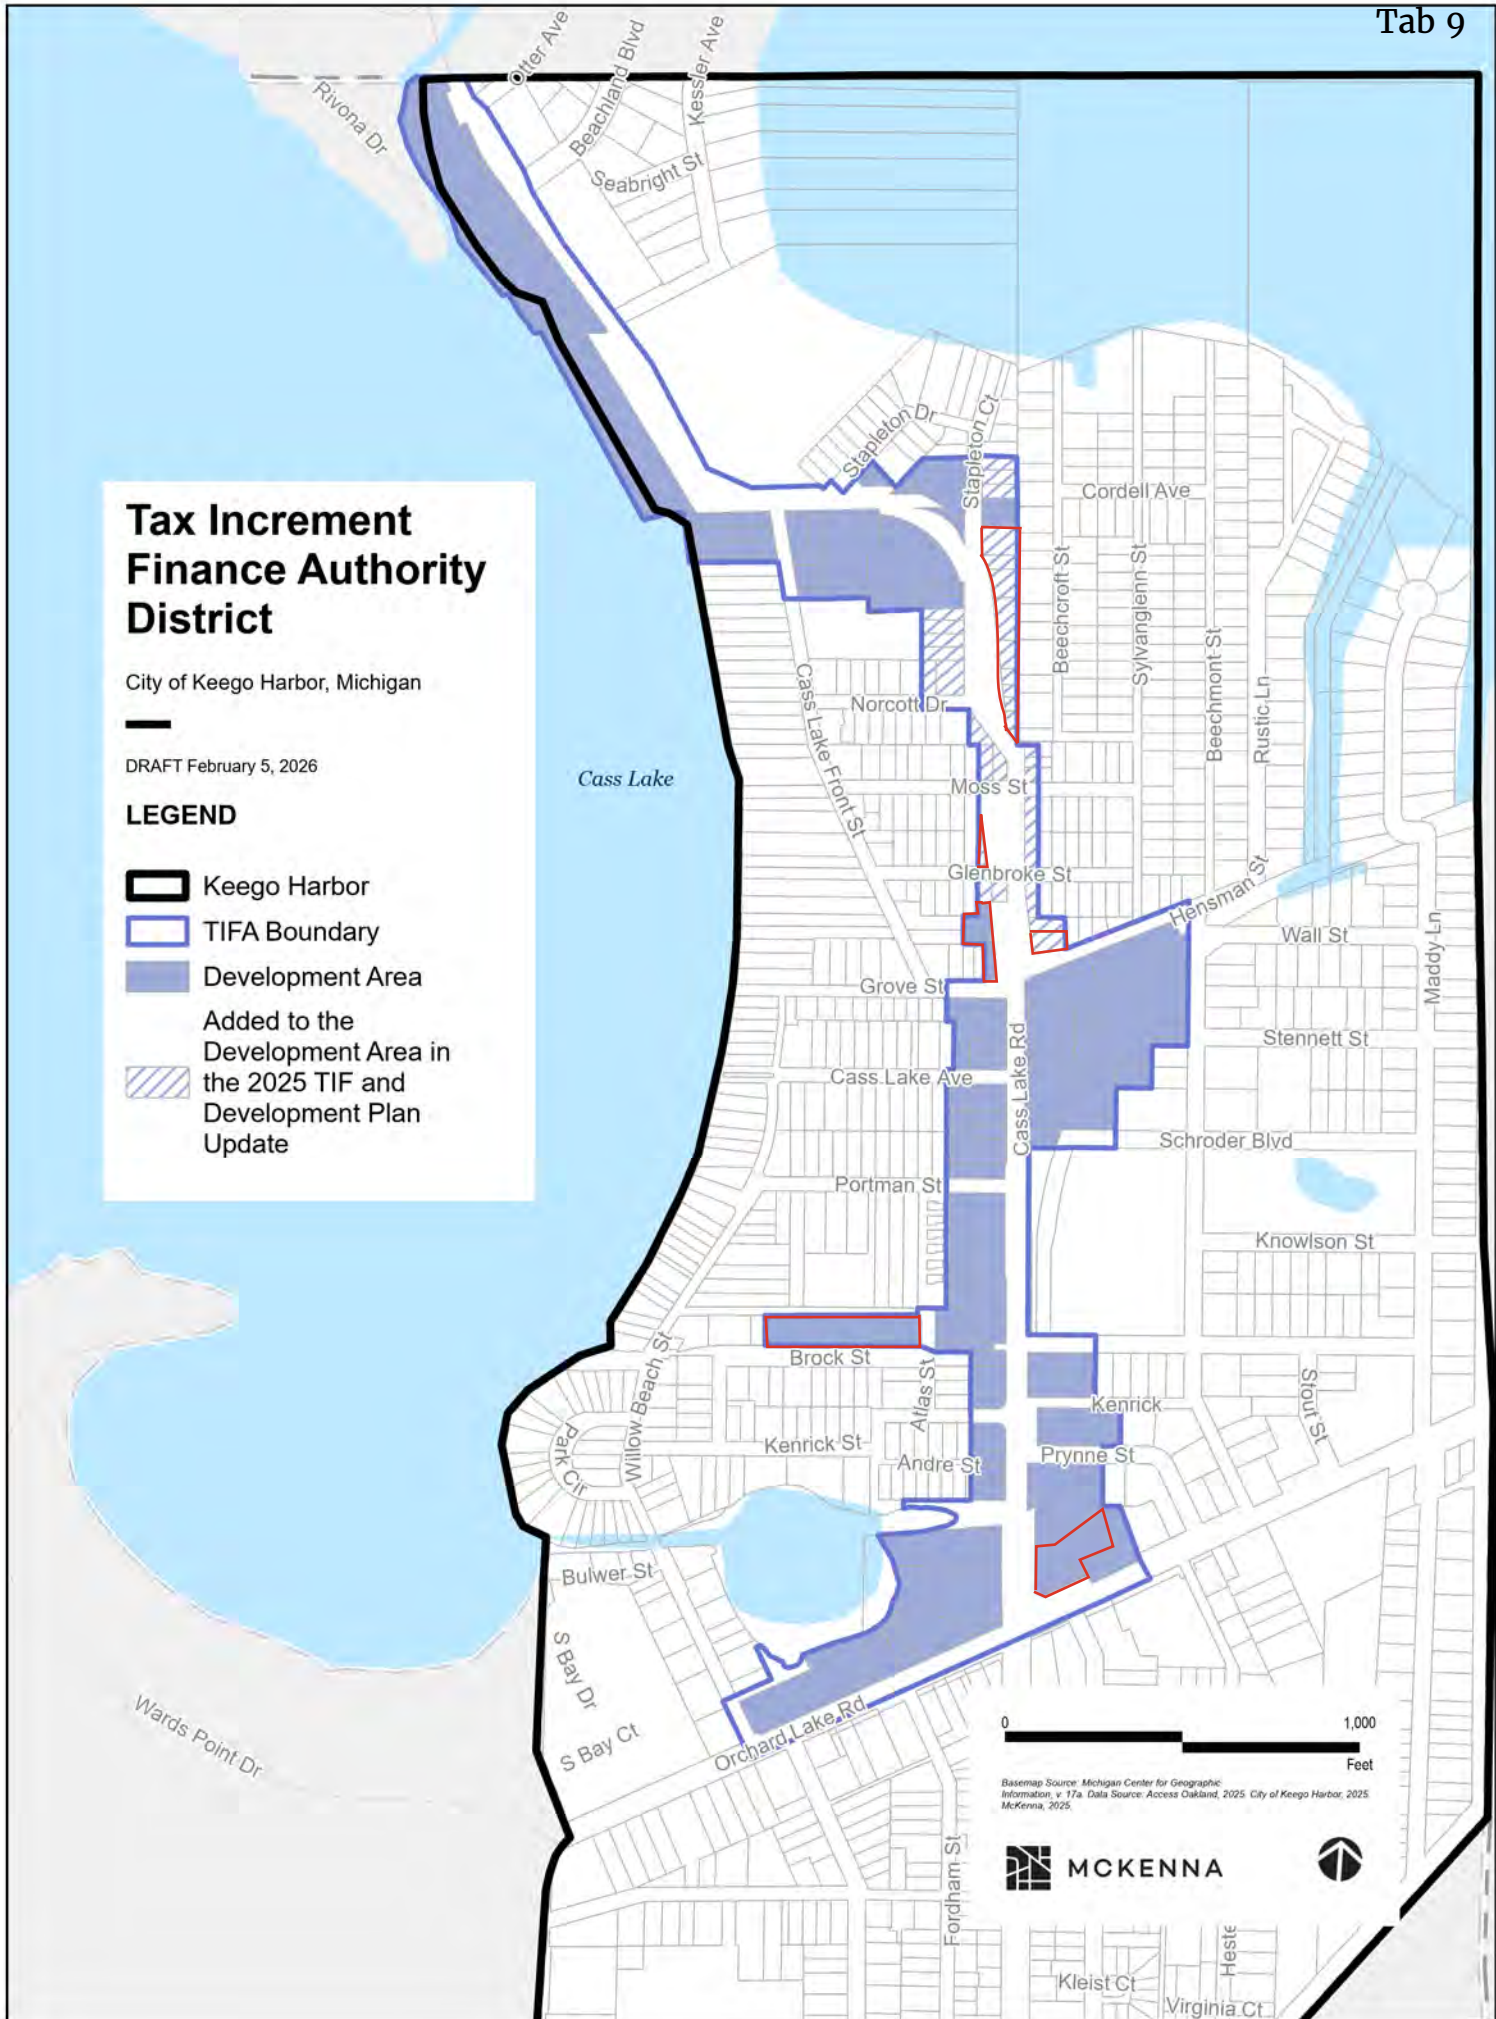 Tab 9
Otter Ave
Beachland Blvd
Kessler Ave
Rivona Dr
Seabright St
Stapleton Dr
Stapleton Ct
Cordell Ave
Tax Increment
Finance Authority
District
City of Keego Harbor, Michigan
DRAFT February 5, 2026
LEGEND
Keego Harbor
TIFA Boundary
Development Area
Added to the
Development Area in
the 2025 TIF and
Development Plan
Update
Cass Lake
Beechcroft St
Sylvanglenn St
Beechmont St
Rustic Ln
Cass Lake Front St
Norcott Dr
Moss St
Glenbroke St
Hensman St
Wall St
Maddy Ln
Grove St
Stennett St
Cass Lake Ave
Cass Lake Rd
Schroder Blvd
Portman St
Knowlson St
Brock St
Willow Beach St
Atlas St
Kenrick
Stout St
Park Cir
Kenrick St
Andre St
Prynne St
Bulwer St
S Bay Dr
S Bay Ct
Wards Point Dr
Orchard Lake Rd
0 1,000
Feet
Basemap Source: Michigan Center for Geographic
Information, v. 17a. Data Source: Access Oakland, 2025. City of Keego Harbor, 2025.
McKenna, 2025.
MCKENNA
Fordham St
Heste
Kleist Ct
Virginia Ct